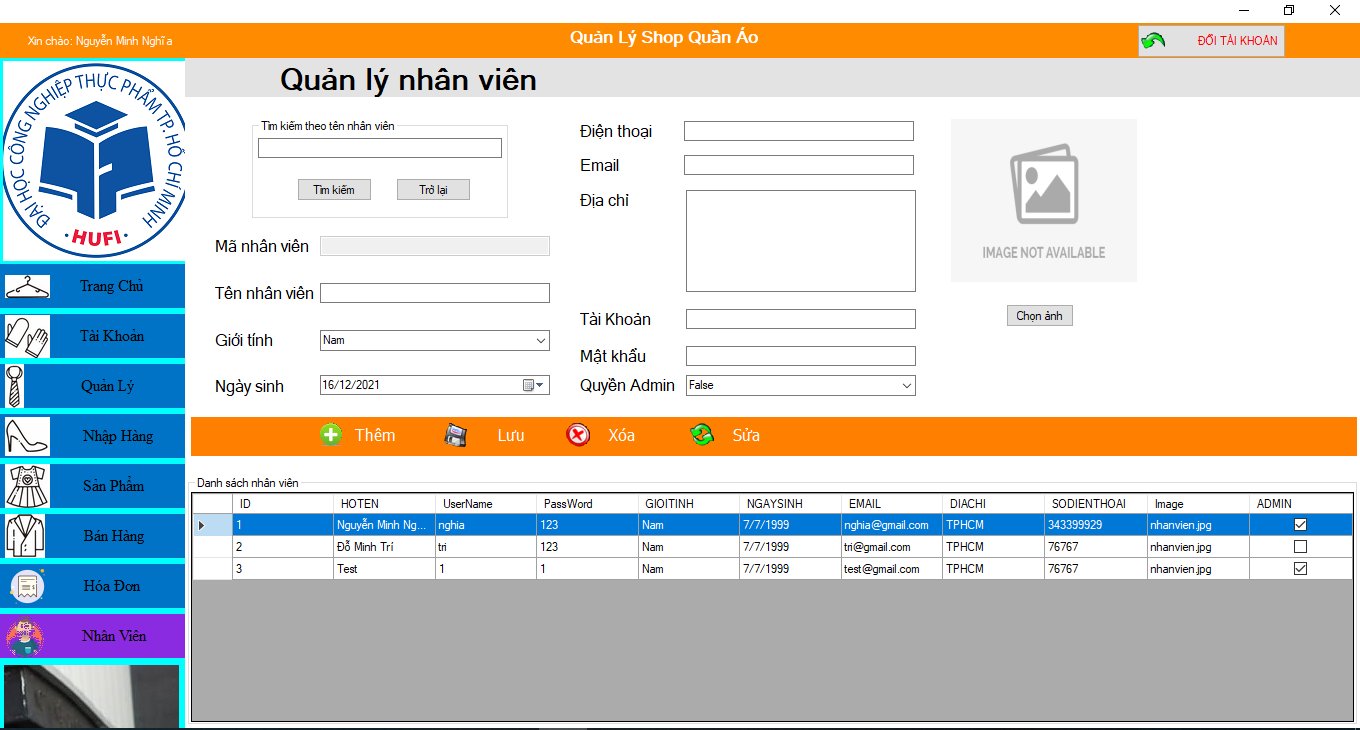 Xin chào: Nguyễn Minh Nghĩa
Quản Lý Shop Quần Áo
ĐỔI TÀI KHOẢN
ĐẠI HỌC CÔNG NGHIỆP THỰC PHẨM TP. HỒ CHÍ MINH
· HUFI ·
Trang Chủ
Tài Khoản
Quản Lý
Nhập Hàng
Sản Phẩm
Bán Hàng
Hóa Đơn
Nhân Viên
Quản lý nhân viên
Tìm kiếm theo tên nhân viên
Tìm kiếm Trở lại
Mã nhân viên
Tên nhân viên
Giới tính Nam
Ngày sinh 16/12/2021
Điện thoại
Email
Địa chỉ
Tài Khoản
Mật khẩu
Quyền Admin False
IMAGE NOT AVAILABLE
Chọn ảnh
Thêm Lưu Xóa Sửa
Danh sách nhân viên
ID HOTEN UserName PassWord GIOITINH NGAYSINH EMAIL DIACHI SODIENTHOAI Image ADMIN
1 Nguyễn Minh Ng... nghia 123 Nam 7/7/1999 nghia@gmail.com TPHCM 343399929 nhanvien.jpg
2 Đỗ Minh Trí tri 123 Nam 7/7/1999 tri@gmail.com TPHCM 76767 nhanvien.jpg
3 Test 1 1 Nam 7/7/1999 test@gmail.com TPHCM 76767 nhanvien.jpg